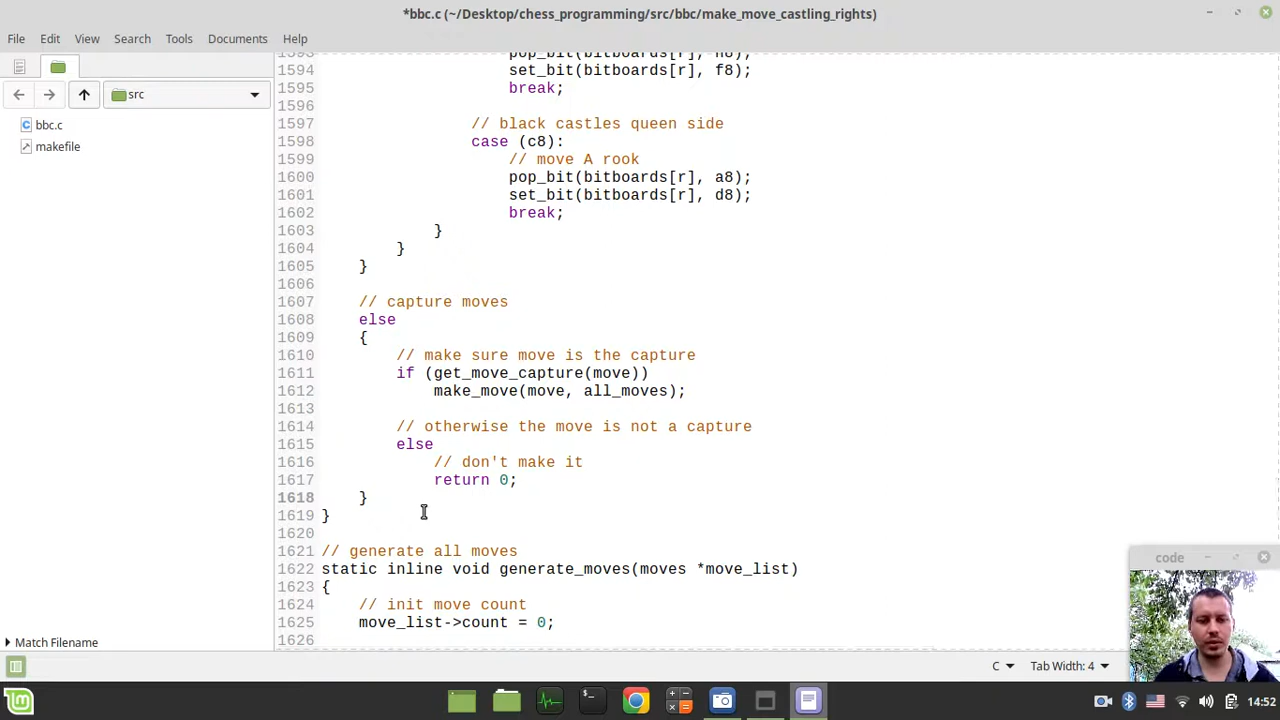 *bbc.c (~/Desktop/chess_programming/src/bbc/make_move_castling_rights)
File Edit View Search Tools Documents Help
src
bbc.c
makefile
1593 pop_bit(bitboards[r], h8);
1594 set_bit(bitboards[r], f8);
1595 break;
1596
1597 // black castles queen side
1598 case (c8):
1599 // move A rook
1600 pop_bit(bitboards[r], a8);
1601 set_bit(bitboards[r], d8);
1602 break;
1603 }
1604 }
1605 }
1606
1607 // capture moves
1608 else
1609 {
1610 // make sure move is the capture
1611 if (get_move_capture(move))
1612 make_move(move, all_moves);
1613
1614 // otherwise the move is not a capture
1615 else
1616 // don't make it
1617 return 0;
1618 }
1619 }
1620
1621 // generate all moves
1622 static inline void generate_moves(moves *move_list)
1623 {
1624 // init move count
1625 move_list->count = 0;
1626
code
Match Filename
C Tab Width: 4
14:52